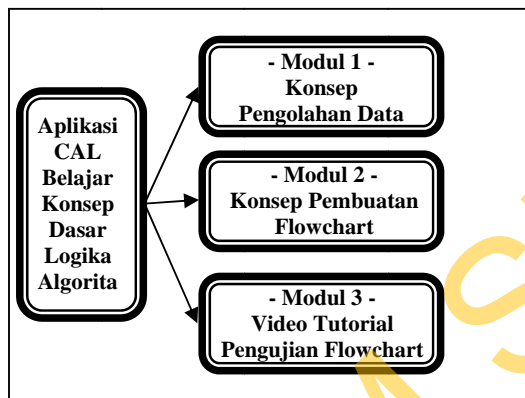 Aplikasi
CAL
Belajar
Konsep
Dasar
Logika
Algorita
- Modul 1 -
Konsep
Pengolahan Data
- Modul 2 -
Konsep Pembuatan
Flowchart
- Modul 3 -
Video Tutorial
Pengujian Flowchart